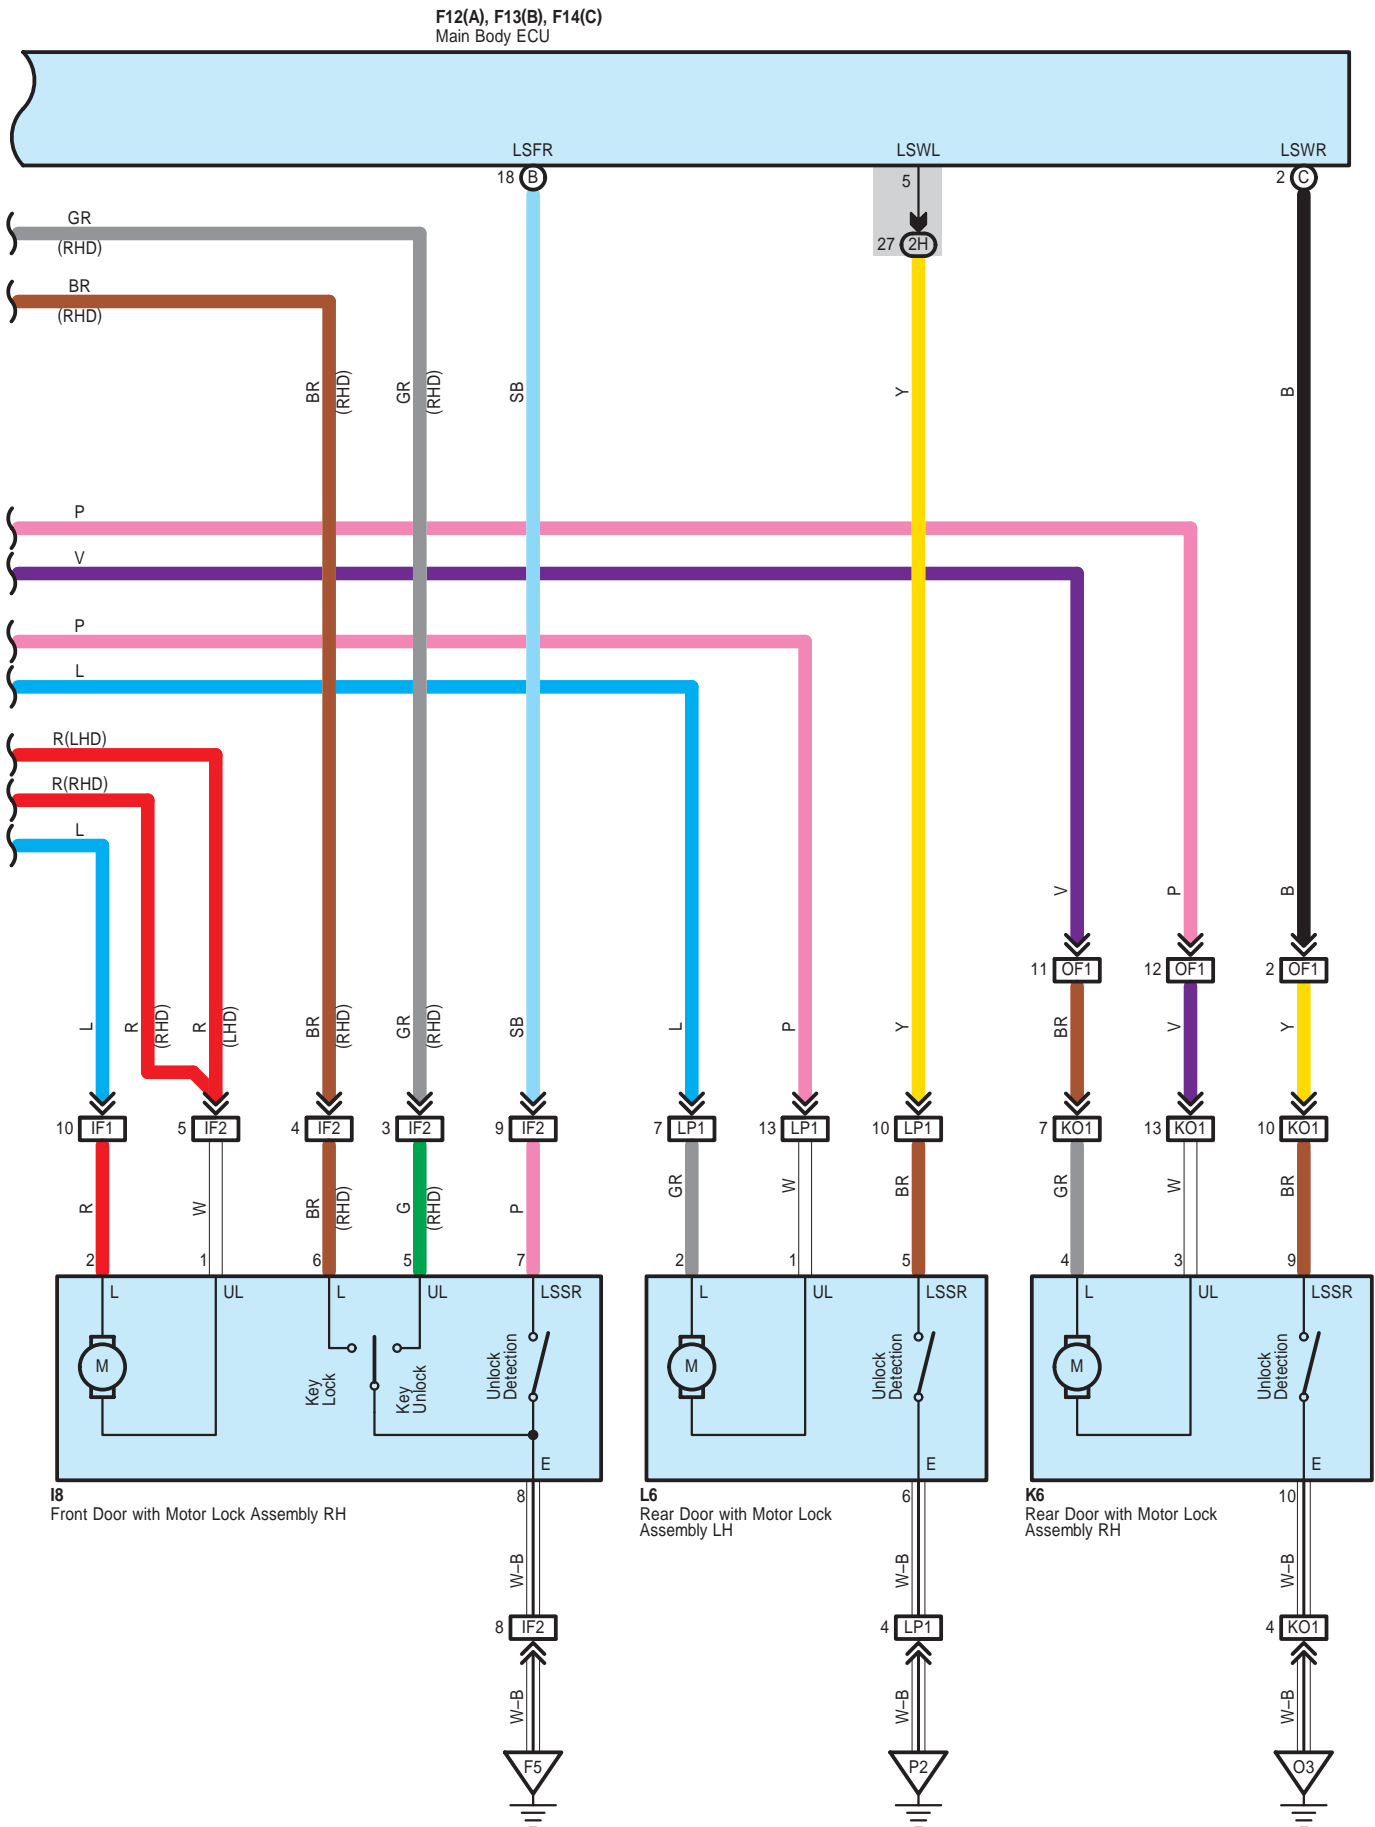 F12(A), F13(B), F14(C)
Main Body ECU
LSFR
LSWL
LSWR
18 B
5
2 C
27 2H
GR
(RHD)
BR
(RHD)
BR
(RHD)
GR
(RHD)
SB
Y
B
P
V
P
L
R(LHD)
R(RHD)
L
V
P
B
11 OF1
12 OF1
2 OF1
L
R
(RHD)
R
(LHD)
BR
(RHD)
GR
(RHD)
SB
L
P
Y
BR
V
Y
10 IF1
5 IF2
4 IF2
3 IF2
9 IF2
7 LP1
13 LP1
10 LP1
7 KO1
13 KO1
10 KO1
R
W
BR
(RHD)
G
(RHD)
P
GR
W
BR
GR
W
BR
2
1
6
5
7
2
1
5
4
3
9
L
UL
L
UL
LSSR
L
UL
LSSR
L
UL
LSSR
M
Key
Lock
Key
Unlock
Unlock
Detection
M
Unlock
Detection
M
Unlock
Detection
E
E
E
I8
Front Door with Motor Lock Assembly RH
8
L6
Rear Door with Motor Lock
Assembly LH
6
K6
Rear Door with Motor Lock
Assembly RH
10
W–B
W–B
W–B
8 IF2
4 LP1
4 KO1
W–B
W–B
W–B
F5
P2
O3